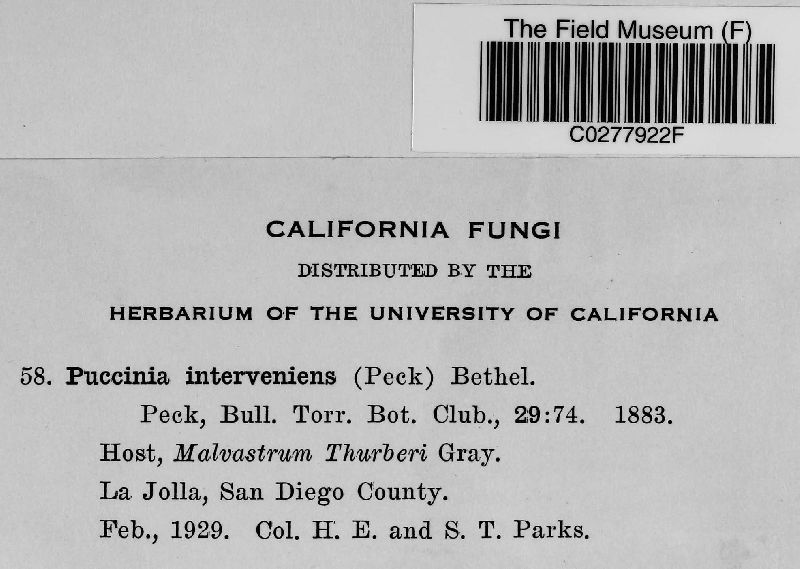 The Field Museum (F)
C0277922F
CALIFORNIA FUNGI
DISTRIBUTED BY THE
HERBARIUM OF THE UNIVERSITY OF CALIFORNIA
58. Puccinia interveniens (Peck) Bethel.
Peck, Bull. Torr. Bot. Club., 29:74. 1883.
Host, Malvastrum Thurberi Gray.
La Jolla, San Diego County.
Feb., 1929. Col. H. E. and S. T. Parks.